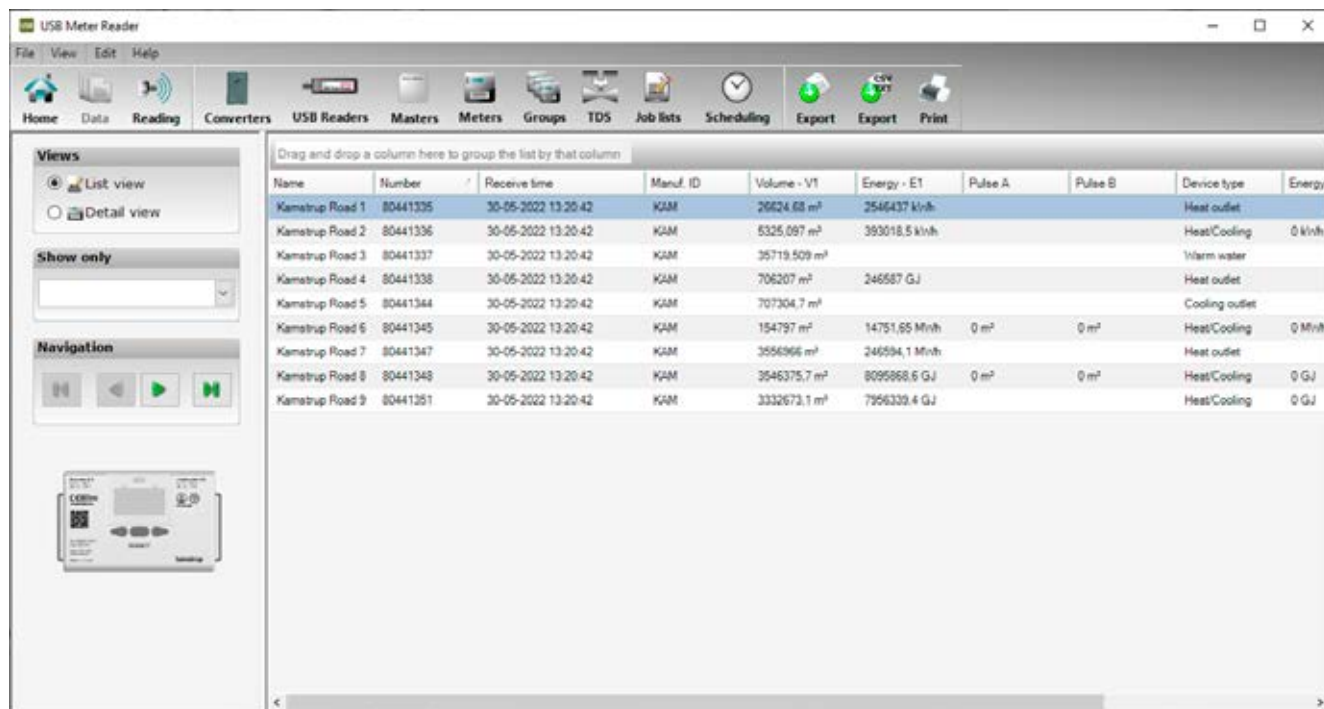 USB Meter Reader
File View Edit Help
Home Data Reading Converters USB Readers Masters Meters Groups TDS Job lists Scheduling Export Export Print
Views
List view
Detail view
Show only
Navigation
Drag and drop a column here to group the list by that column
Name Number Receive time Manuf. ID Volume - V1 Energy - E1 Pulse A Pulse B Device type Energy
Kamstrup Road 1 80441335 30-05-2022 13:20:42 KAM 26624,68 m³ 2546437 kWh Heat outlet
Kamstrup Road 2 80441336 30-05-2022 13:20:42 KAM 5325,097 m³ 393018,5 kWh Heat/Cooling 0 kWh
Kamstrup Road 3 80441337 30-05-2022 13:20:42 KAM 35719,509 m³ Warm water
Kamstrup Road 4 80441338 30-05-2022 13:20:42 KAM 706207 m³ 246587 GJ Heat outlet
Kamstrup Road 5 80441344 30-05-2022 13:20:42 KAM 707304,7 m³ Cooling outlet
Kamstrup Road 6 80441345 30-05-2022 13:20:42 KAM 154797 m³ 14751,65 MWh 0 m³ 0 m³ Heat/Cooling 0 MWh
Kamstrup Road 7 80441347 30-05-2022 13:20:42 KAM 3556966 m³ 246594,1 MWh Heat outlet
Kamstrup Road 8 80441348 30-05-2022 13:20:42 KAM 3546375,7 m³ 8095868,6 GJ 0 m³ 0 m³ Heat/Cooling 0 GJ
Kamstrup Road 9 80441351 30-05-2022 13:20:42 KAM 3332673,1 m³ 7956339,4 GJ Heat/Cooling 0 GJ